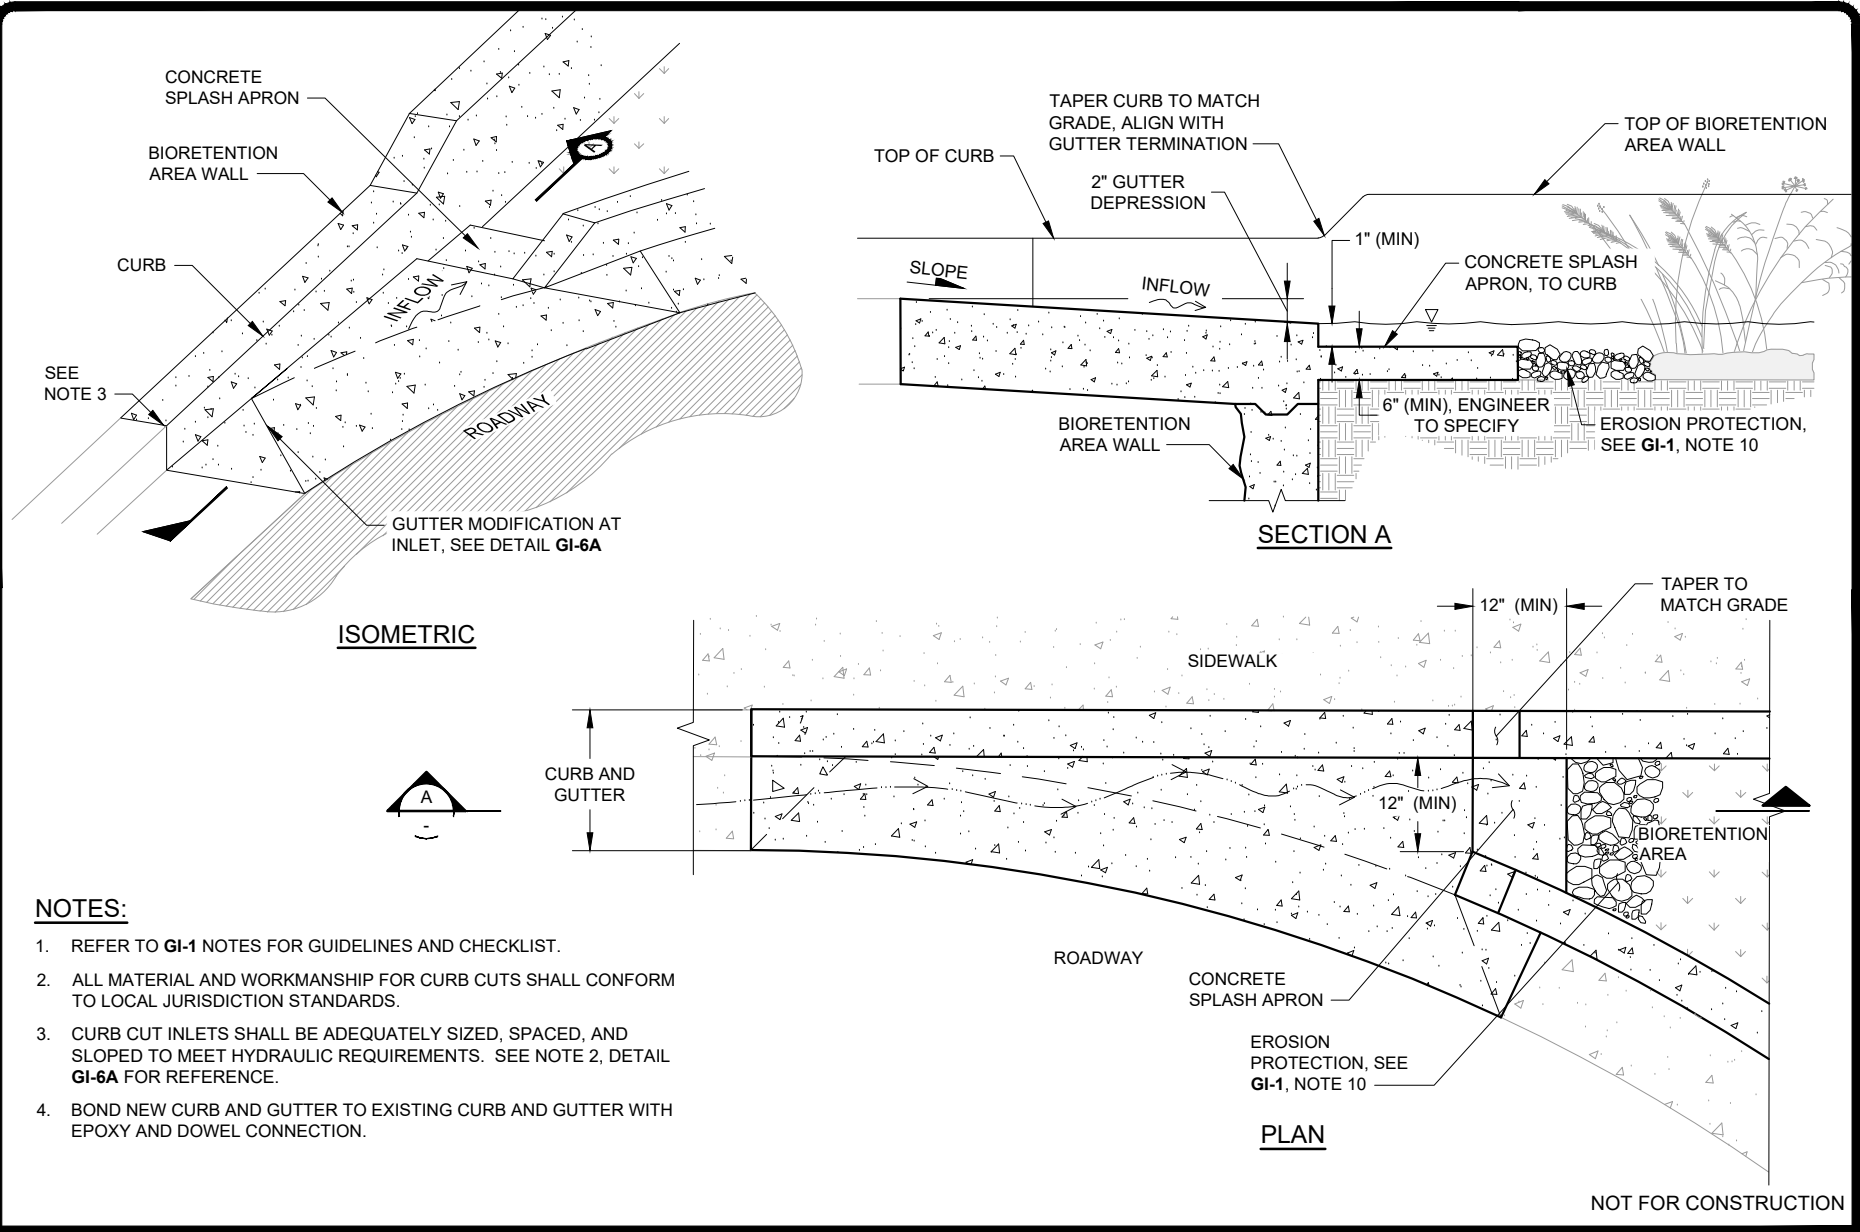 CONCRETE
SPLASH APRON
BIORETENTION
AREA WALL
CURB
SEE
NOTE 3
INFLOW
ROADWAY
A
GUTTER MODIFICATION AT
INLET, SEE DETAIL GI-6A
ISOMETRIC
TAPER CURB TO MATCH
GRADE, ALIGN WITH
GUTTER TERMINATION
TOP OF CURB
2" GUTTER
DEPRESSION
TOP OF BIORETENTION
AREA WALL
1" (MIN)
SLOPE
INFLOW
CONCRETE SPLASH
APRON, TO CURB
6" (MIN), ENGINEER
TO SPECIFY
BIORETENTION
AREA WALL
EROSION PROTECTION,
SEE GI-1, NOTE 10
SECTION A
TAPER TO
MATCH GRADE
12" (MIN)
SIDEWALK
CURB AND
GUTTER
A
-
12" (MIN)
BIORETENTION
AREA
ROADWAY
CONCRETE
SPLASH APRON
EROSION
PROTECTION, SEE
GI-1, NOTE 10
PLAN
NOTES:
1. REFER TO GI-1 NOTES FOR GUIDELINES AND CHECKLIST.
2. ALL MATERIAL AND WORKMANSHIP FOR CURB CUTS SHALL CONFORM
TO LOCAL JURISDICTION STANDARDS.
3. CURB CUT INLETS SHALL BE ADEQUATELY SIZED, SPACED, AND
SLOPED TO MEET HYDRAULIC REQUIREMENTS. SEE NOTE 2, DETAIL
GI-6A FOR REFERENCE.
4. BOND NEW CURB AND GUTTER TO EXISTING CURB AND GUTTER WITH
EPOXY AND DOWEL CONNECTION.
NOT FOR CONSTRUCTION